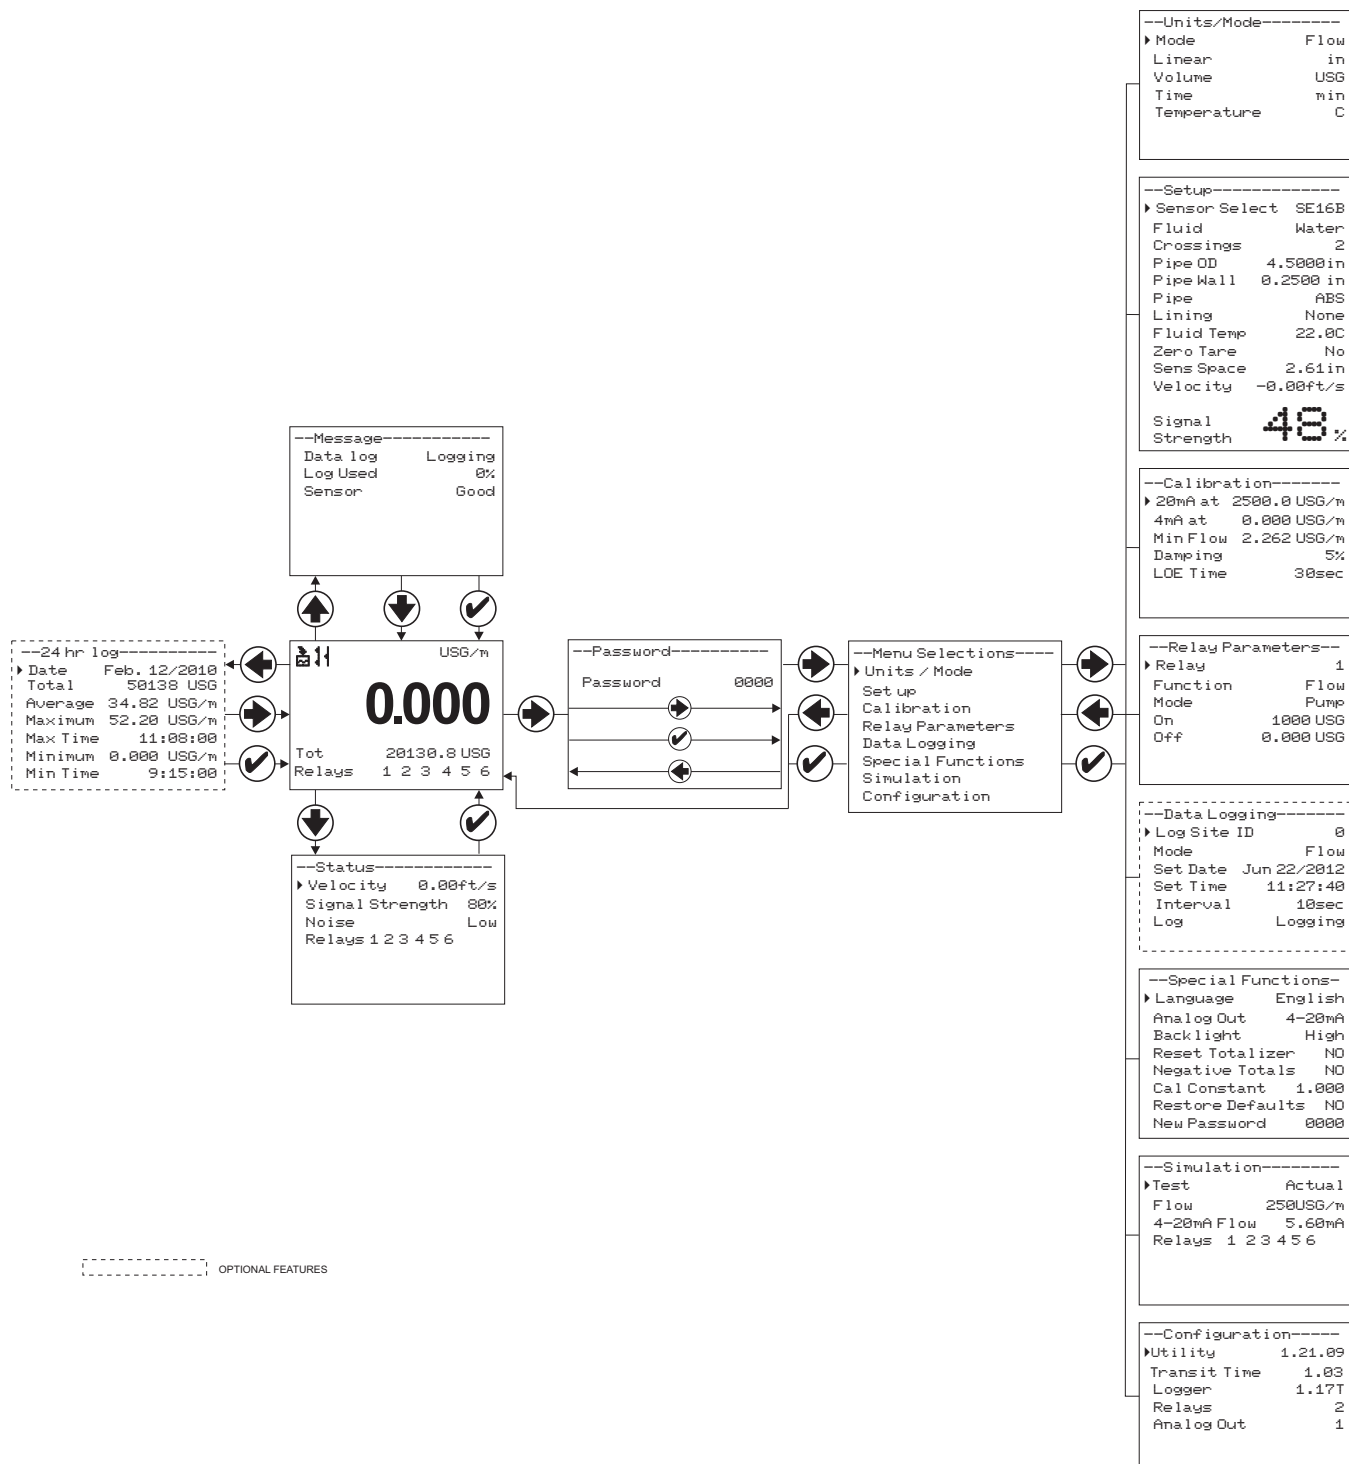 --Units/Mode--------
Mode Flow
Linear in
Volume USG
Time min
Temperature C
--Setup-------------
Sensor Select SE16B
Fluid Water
Crossings 2
Pipe OD 4.5000in
Pipe Wall 0.2500 in
Pipe ABS
Lining None
Fluid Temp 22.0C
Zero Tare No
Sens Space 2.61in
Velocity -0.00ft/s
Signal
Strength 48%
--Message-----------
Data log Logging
Log Used 0%
Sensor Good
--Calibration-------
20mA at 2500.0 USG/m
4mA at 0.000 USG/m
Min Flow 2.262 USG/m
Damping 5%
LOE Time 30sec
--24 hr log----------
Date Feb. 12/2010
Total 50138 USG
Average 34.82 USG/m
Maximum 52.20 USG/m
Max Time 11:08:00
Minimum 0.000 USG/m
Min Time 9:15:00
USG/m
0.000
Tot 20130.8 USG
Relays 1 2 3 4 5 6
--Password----------
Password 0000
--Menu Selections----
Units / Mode
Set up
Calibration
Relay Parameters
Data Logging
Special Functions
Simulation
Configuration
--Relay Parameters--
Relay 1
Function Flow
Mode Pump
On 1000 USG
Off 0.000 USG
--Status------------
Velocity 0.00ft/s
Signal Strength 80%
Noise Low
Relays 1 2 3 4 5 6
--Data Logging-------
Log Site ID 0
Mode Flow
Set Date Jun 22/2012
Set Time 11:27:40
Interval 10sec
Log Logging
--Special Functions-
Language English
Analog Out 4-20mA
Backlight High
Reset Totalizer NO
Negative Totals NO
Cal Constant 1.000
Restore Defaults NO
New Password 0000
--Simulation--------
Test Actual
Flow 250USG/m
4-20mA Flow 5.60mA
Relays 1 2 3 4 5 6
OPTIONAL FEATURES
--Configuration-----
Utility 1.21.09
Transit Time 1.03
Logger 1.17T
Relays 2
Analog Out 1